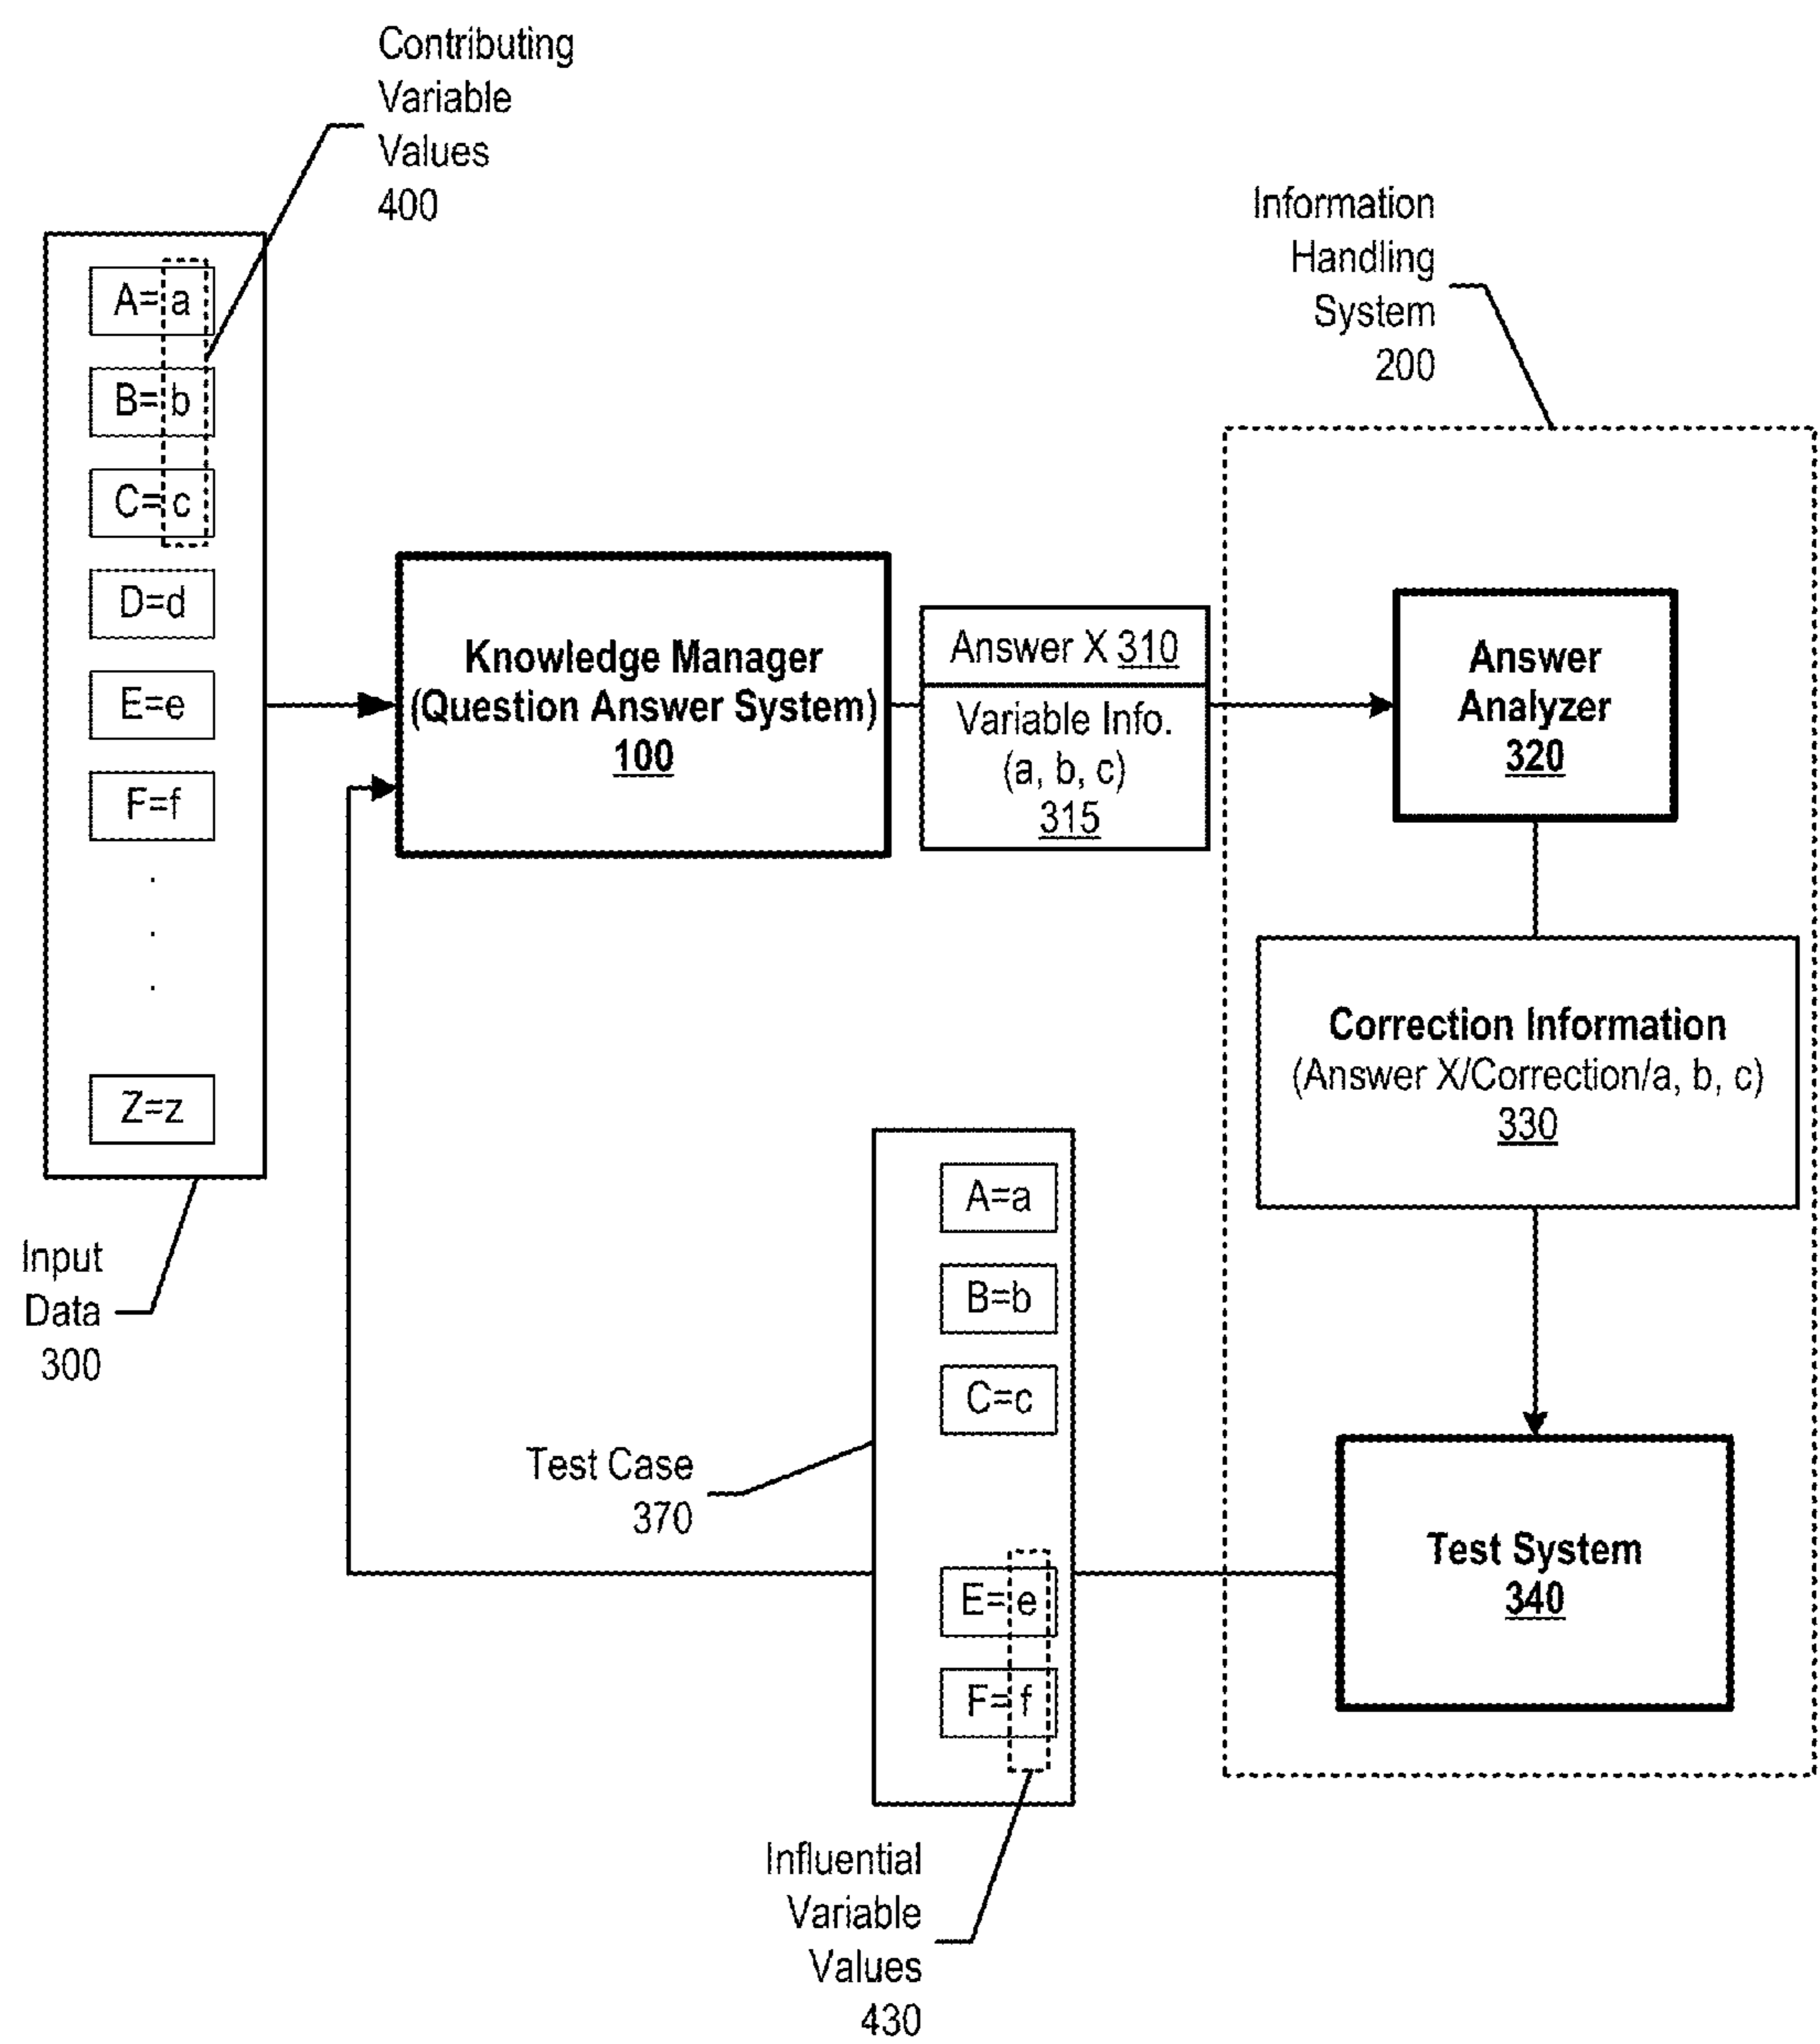 Contributing
Variable
Values
400
Information
Handling
System
200
A=a
B=b
C=c
D=d
E=e
F=f
.
.
.
Z=z
Input
Data
300
Knowledge Manager
(Question Answer System)
100
Answer X 310
Variable Info.
(a, b, c)
315
Answer
Analyzer
320
Correction Information
(Answer X/Correction/a, b, c)
330
Test System
340
A=a
B=b
C=c
E=e
F=f
Test Case
370
Influential
Variable
Values
430